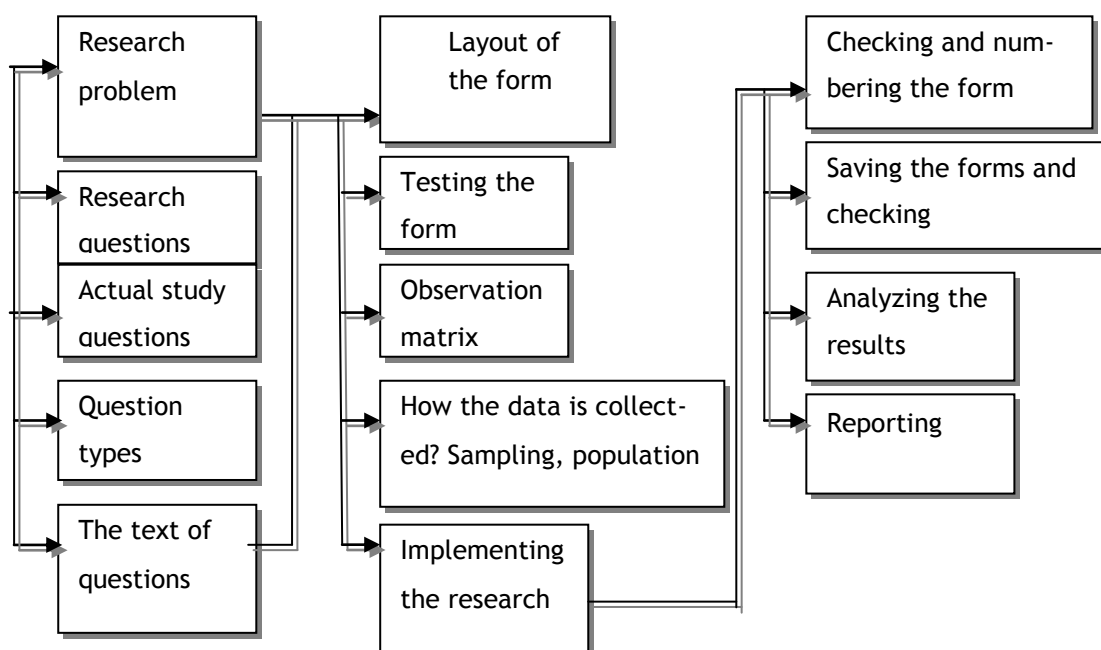 Research
problem
Research
questions
Actual study
questions
Question
types
The text of
questions
Layout of
the form
Testing the
form
Observation
matrix
How the data is collect-
ed? Sampling, population
Implementing
the research
Checking and num-
bering the form
Saving the forms and
checking
Analyzing the
results
Reporting